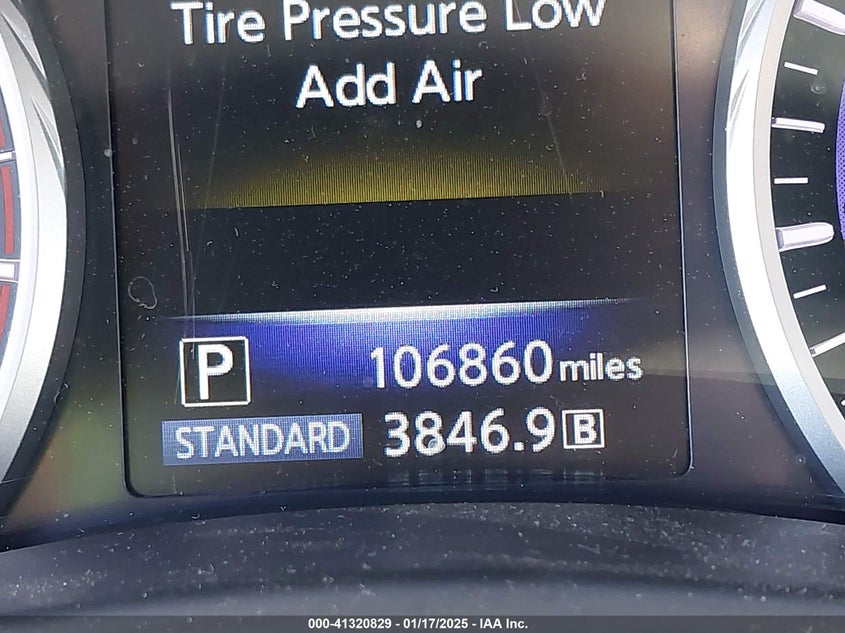 Tire Pressure Low
Add Air
P 106860 miles
STANDARD 3846.9 B
000-41320829 - 01/17/2025 - IAA Inc.